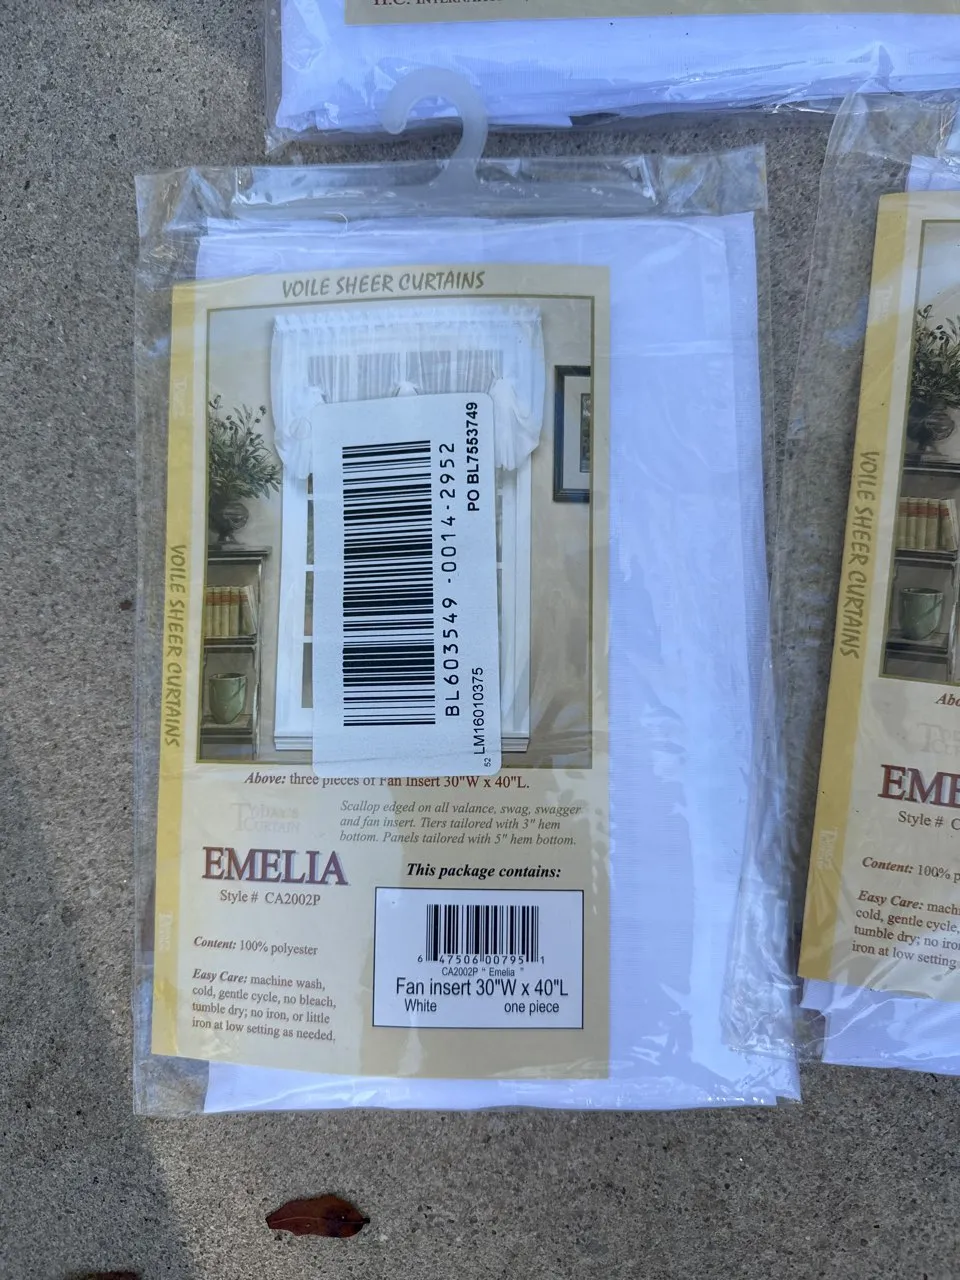 H.C. INTERNAT
VOILE SHEER CURTAINS
VOILE SHEER CURTAINS
BL603549-0014-2952
PO BL7553749
52 LM16010375
Above: three pieces of Fan Insert 30"W x 40"L.
Scallop edged on all valance, swag, swagger
and fan insert. Tiers tailored with 3" hem
bottom. Panels tailored with 5" hem bottom.
TODAY'S
CURTAIN
EMELIA
Style # CA2002P
This package contains:
6 47506 00795 1
CA2002P " Emelia "
Fan insert 30"W x 40"L
White one piece
Content: 100% polyester
Easy Care: machine wash,
cold, gentle cycle, no bleach,
tumble dry; no iron, or little
iron at low setting as needed.
VOILE SHEER CURTAINS
Abo
EME
Style # C
Content: 100% p
Easy Care: machi
cold, gentle cycle,
tumble dry; no iro
iron at low setting